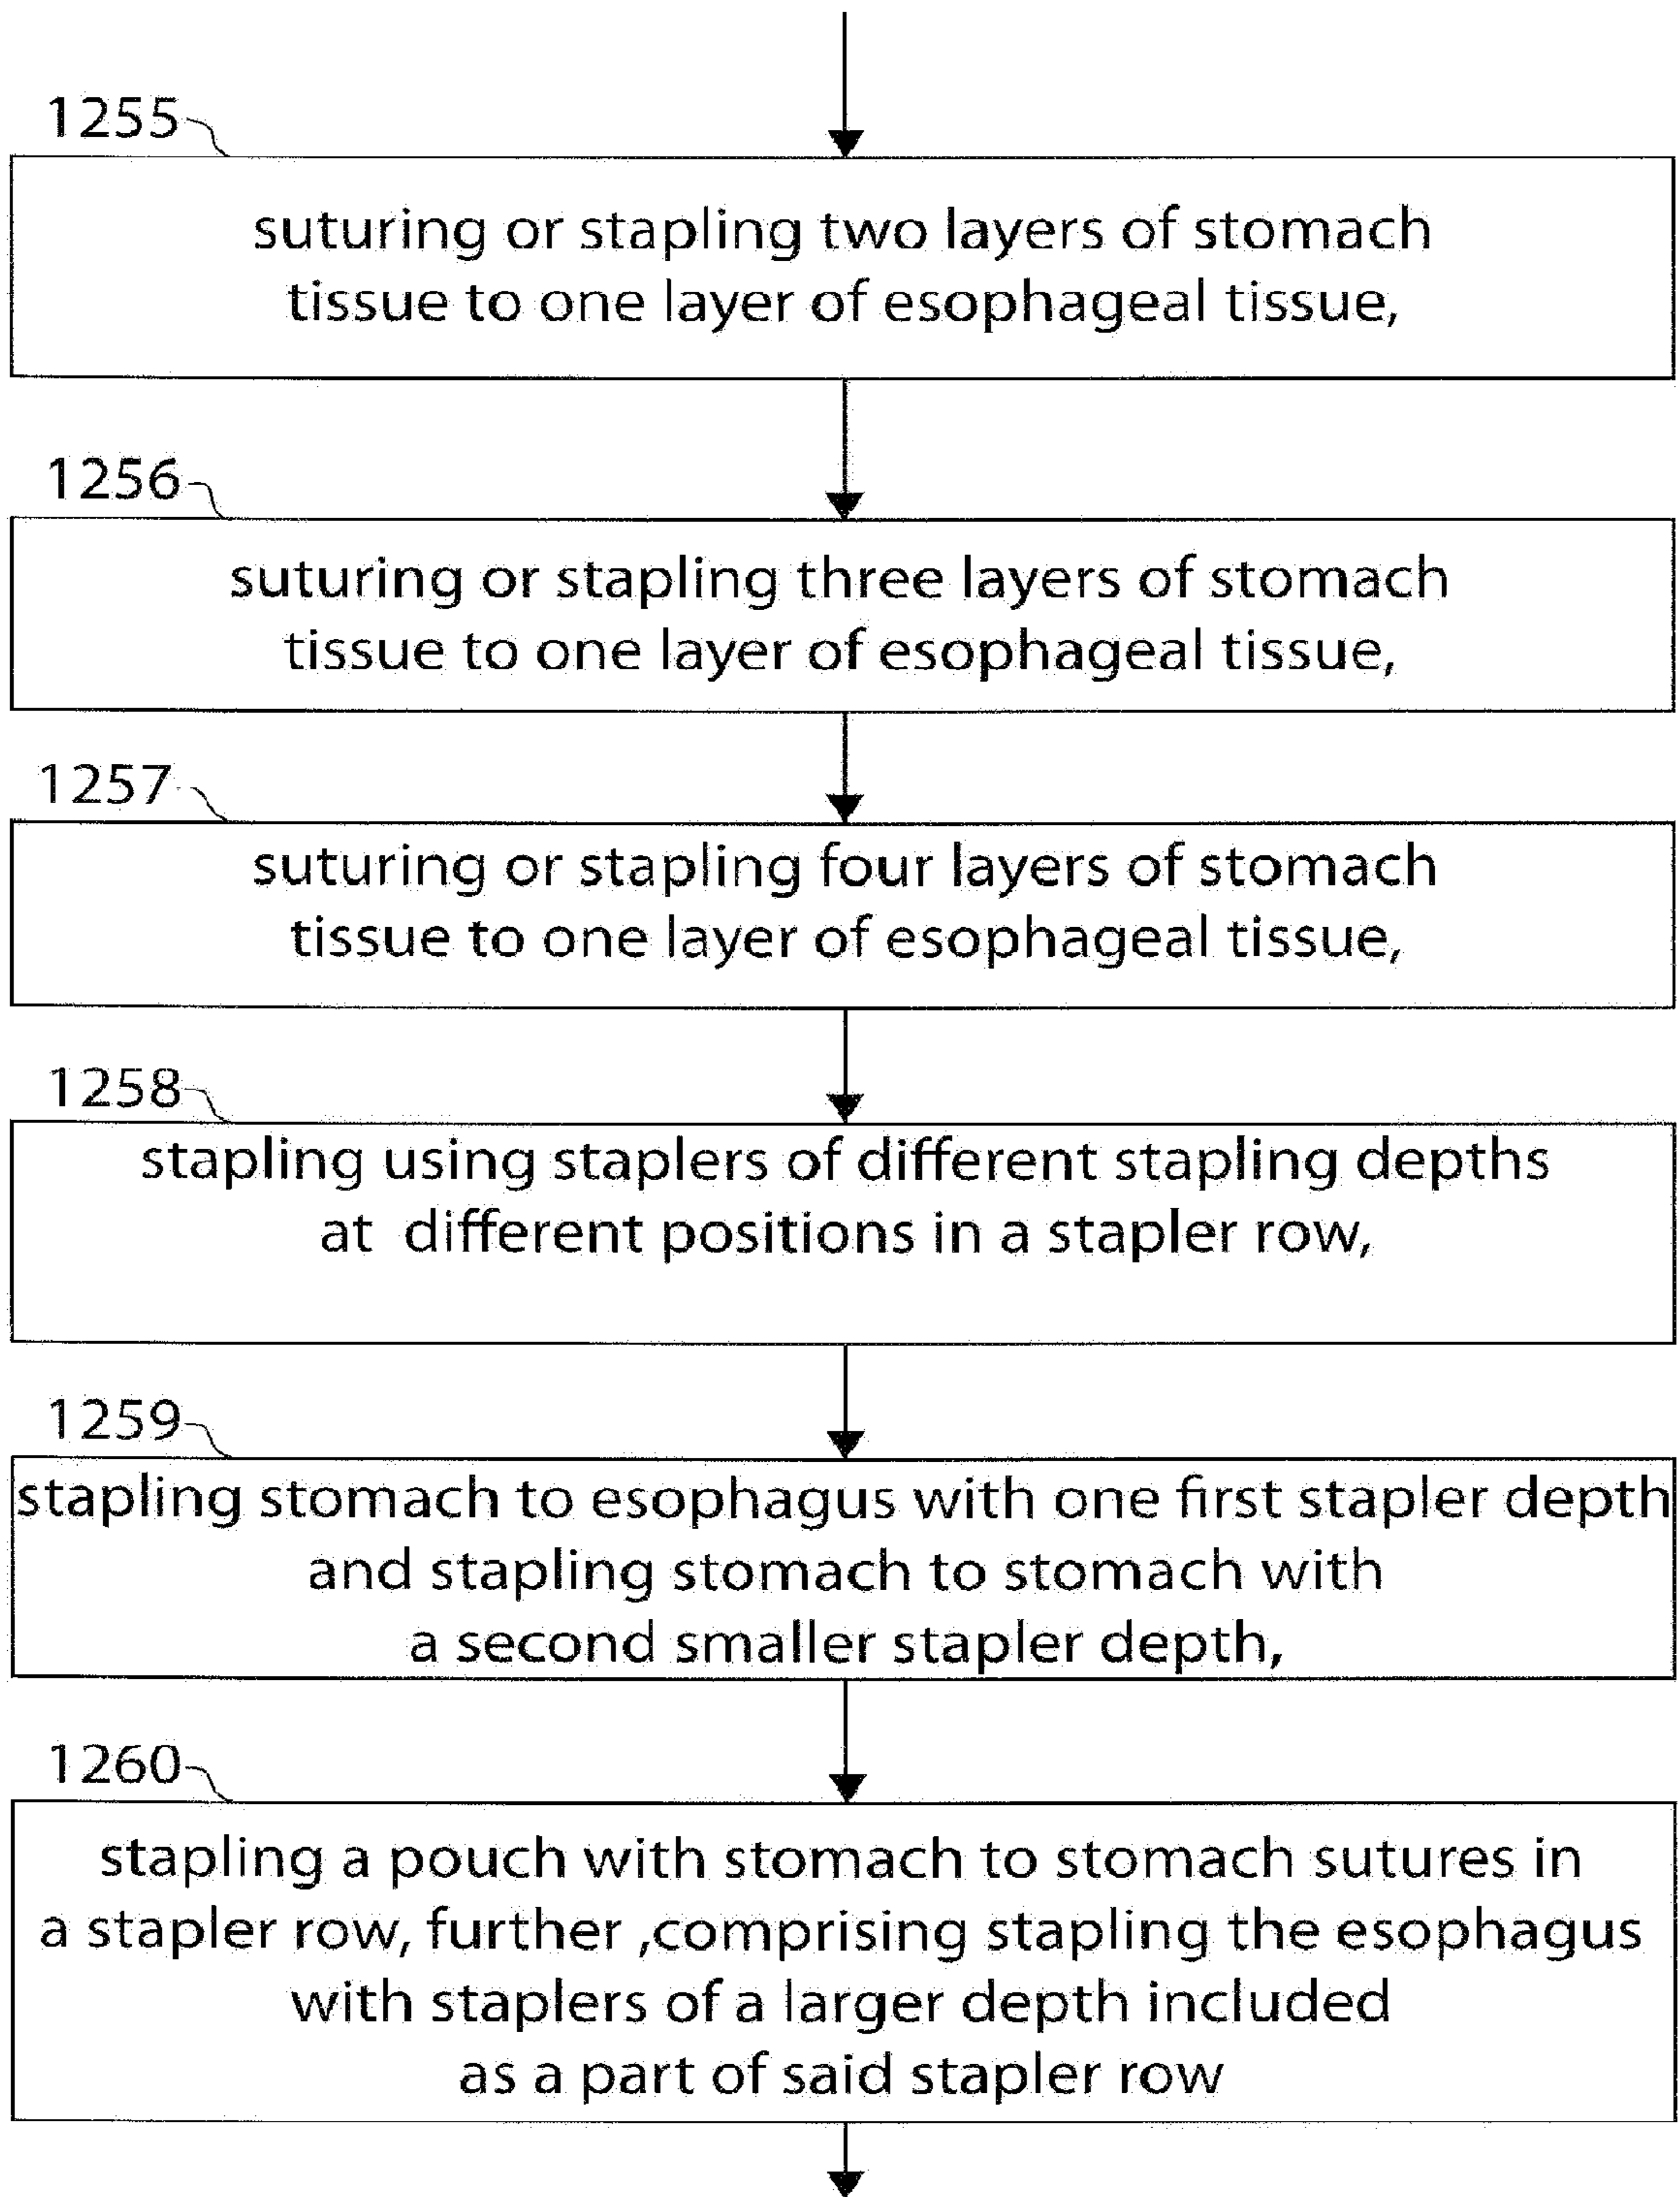 1255
suturing or stapling two layers of stomach
tissue to one layer of esophageal tissue,
1256
suturing or stapling three layers of stomach
tissue to one layer of esophageal tissue,
1257
suturing or stapling four layers of stomach
tissue to one layer of esophageal tissue,
1258
stapling using staplers of different stapling depths
at different positions in a stapler row,
1259
stapling stomach to esophagus with one first stapler depth
and stapling stomach to stomach with
a second smaller stapler depth,
1260
stapling a pouch with stomach to stomach sutures in
a stapler row, further ,comprising stapling the esophagus
with staplers of a larger depth included
as a part of said stapler row